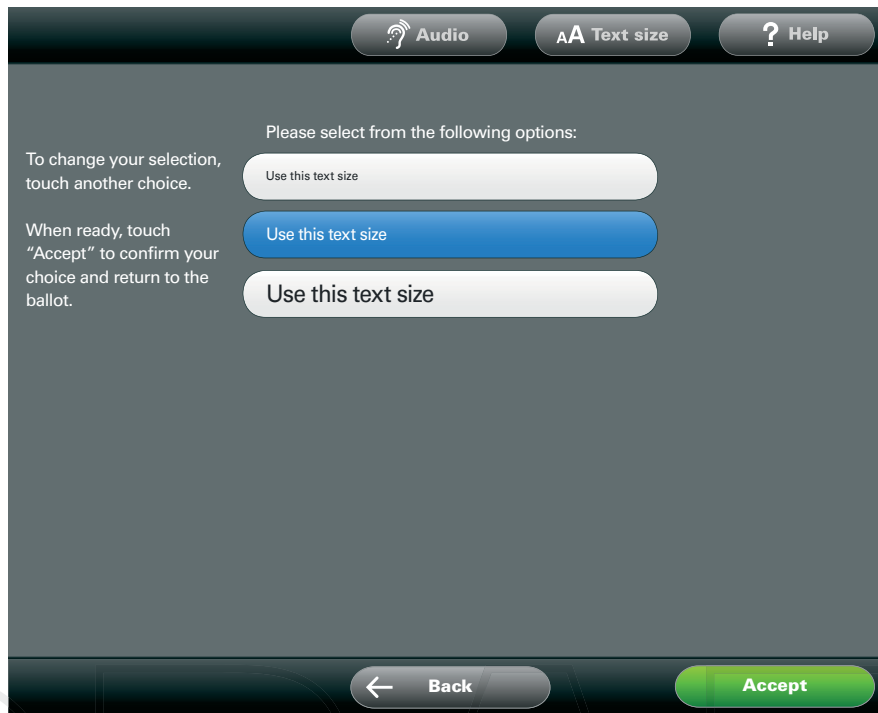 Audio
AA Text size
? Help
Please select from the following options:
To change your selection,
touch another choice.
When ready, touch
“Accept” to confirm your
choice and return to the
ballot.
Use this text size
Use this text size
Use this text size
Back
Accept